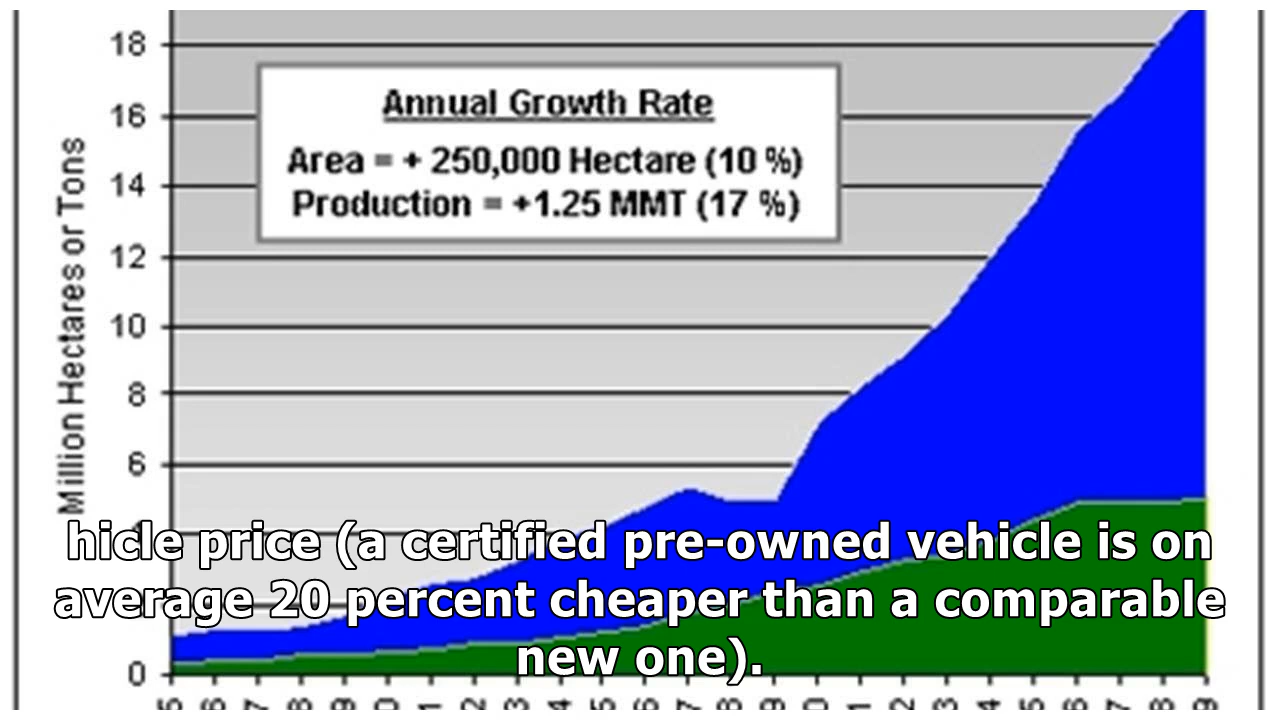 18
Annual Growth Rate
16
Area = + 250,000 Hectare (10 %)
14
Production = +1.25 MMT (17 %)
12
10
8
6
0
Million Hectares or Tons
hicle price (a certified pre-owned vehicle is on
average 20 percent cheaper than a comparable
new one).